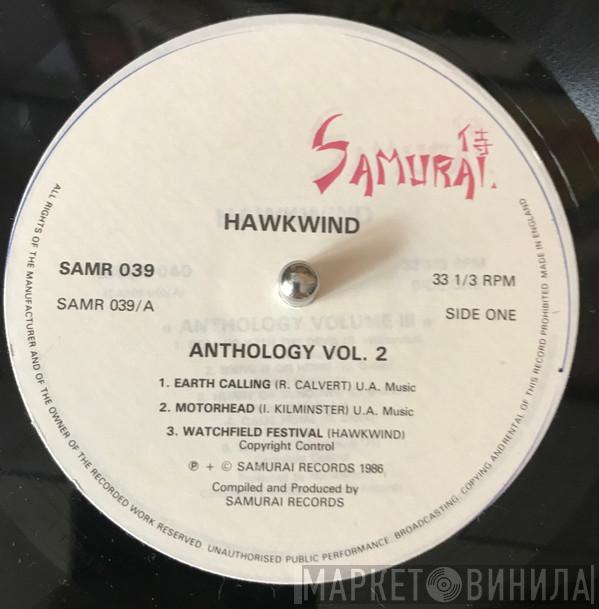 SAMURAI.
侍
HAWKWIND
SAMR 039
33 1/3 RPM
SAMR 039/A
SIDE ONE
ANTHOLOGY VOLUME III
ANTHOLOGY VOL. 2
1. EARTH CALLING (R. CALVERT) U.A. Music
2. MOTORHEAD (I. KILMINSTER) U.A. Music
3. WATCHFIELD FESTIVAL (HAWKWIND)
Copyright Control
℗ + © SAMURAI RECORDS 1986
Compiled and Produced by
SAMURAI RECORDS
ALL RIGHTS OF THE MANUFACTURER AND OF THE OWNER OF THE RECORDED WORK RESERVED. UNAUTHORISED PUBLIC PERFORMANCE. BROADCASTING, COPYING AND RENTAL OF THIS RECORD PROHIBITED MADE IN ENGLAND
МАРКЕТ ВИНИЛА